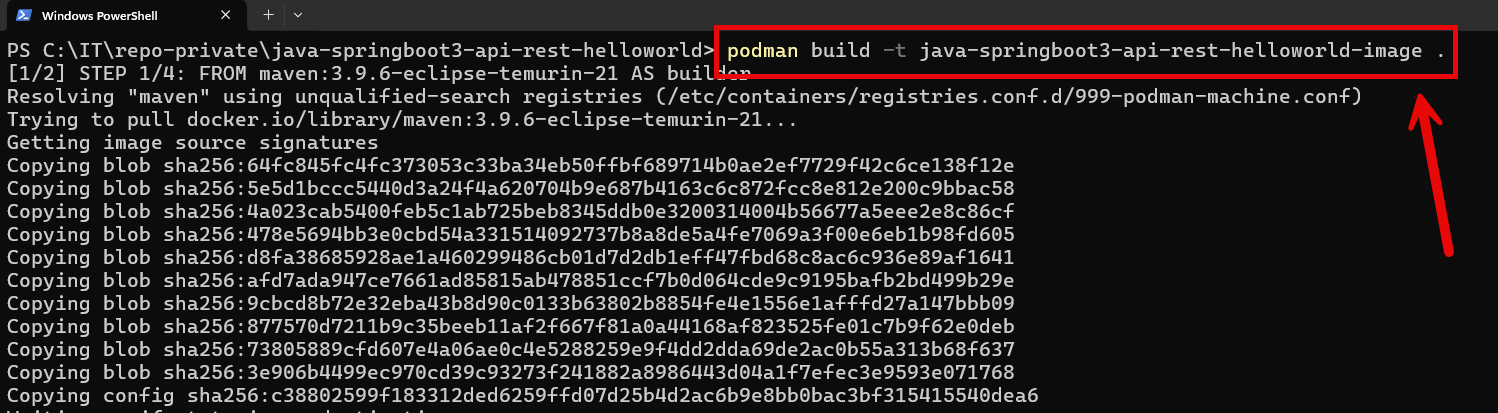 Windows PowerShell
PS C:\IT\repo-private\java-springboot3-api-rest-helloworld> podman build -t java-springboot3-api-rest-helloworld-image .
[1/2] STEP 1/4: FROM maven:3.9.6-eclipse-temurin-21 AS builder
Resolving "maven" using unqualified-search registries (/etc/containers/registries.conf.d/999-podman-machine.conf)
Trying to pull docker.io/library/maven:3.9.6-eclipse-temurin-21...
Getting image source signatures
Copying blob sha256:64fc845fc4fc373053c33ba34eb50ffbf689714b0ae2ef7729f42c6ce138f12e
Copying blob sha256:5e5d1bccc5440d3a24f4a620704b9e687b4163c6c872fcc8e812e200c9bbac58
Copying blob sha256:4a023cab5400feb5c1ab725beb8345ddb0e3200314004b56677a5eee2e8c86cf
Copying blob sha256:478e5694bb3e0cbd54a331514092737b8a8de5a4fe7069a3f00e6eb1b98fd605
Copying blob sha256:d8fa38685928ae1a460299486cb01d7d2db1eff47fbd68c8ac6c936e89af1641
Copying blob sha256:afd7ada947ce7661ad85815ab478851ccf7b0d064cde9c9195bafb2bd499b29e
Copying blob sha256:9cbcd8b72e32eba43b8d90c0133b63802b8854fe4e1556e1afffd27a147bbb09
Copying blob sha256:877570d7211b9c35beeb11af2f667f81a0a44168af823525fe01c7b9f62e0deb
Copying blob sha256:73805889cfd607e4a06ae0c4e5288259e9f4dd2dda69de2ac0b55a313b68f637
Copying blob sha256:3e906b4499ec970cd39c93273f241882a8986443d04a1f7efec3e9593e071768
Copying config sha256:c38802599f183312ded6259ffd07d25b4d2ac6b9e8bb0bac3bf315415540dea6